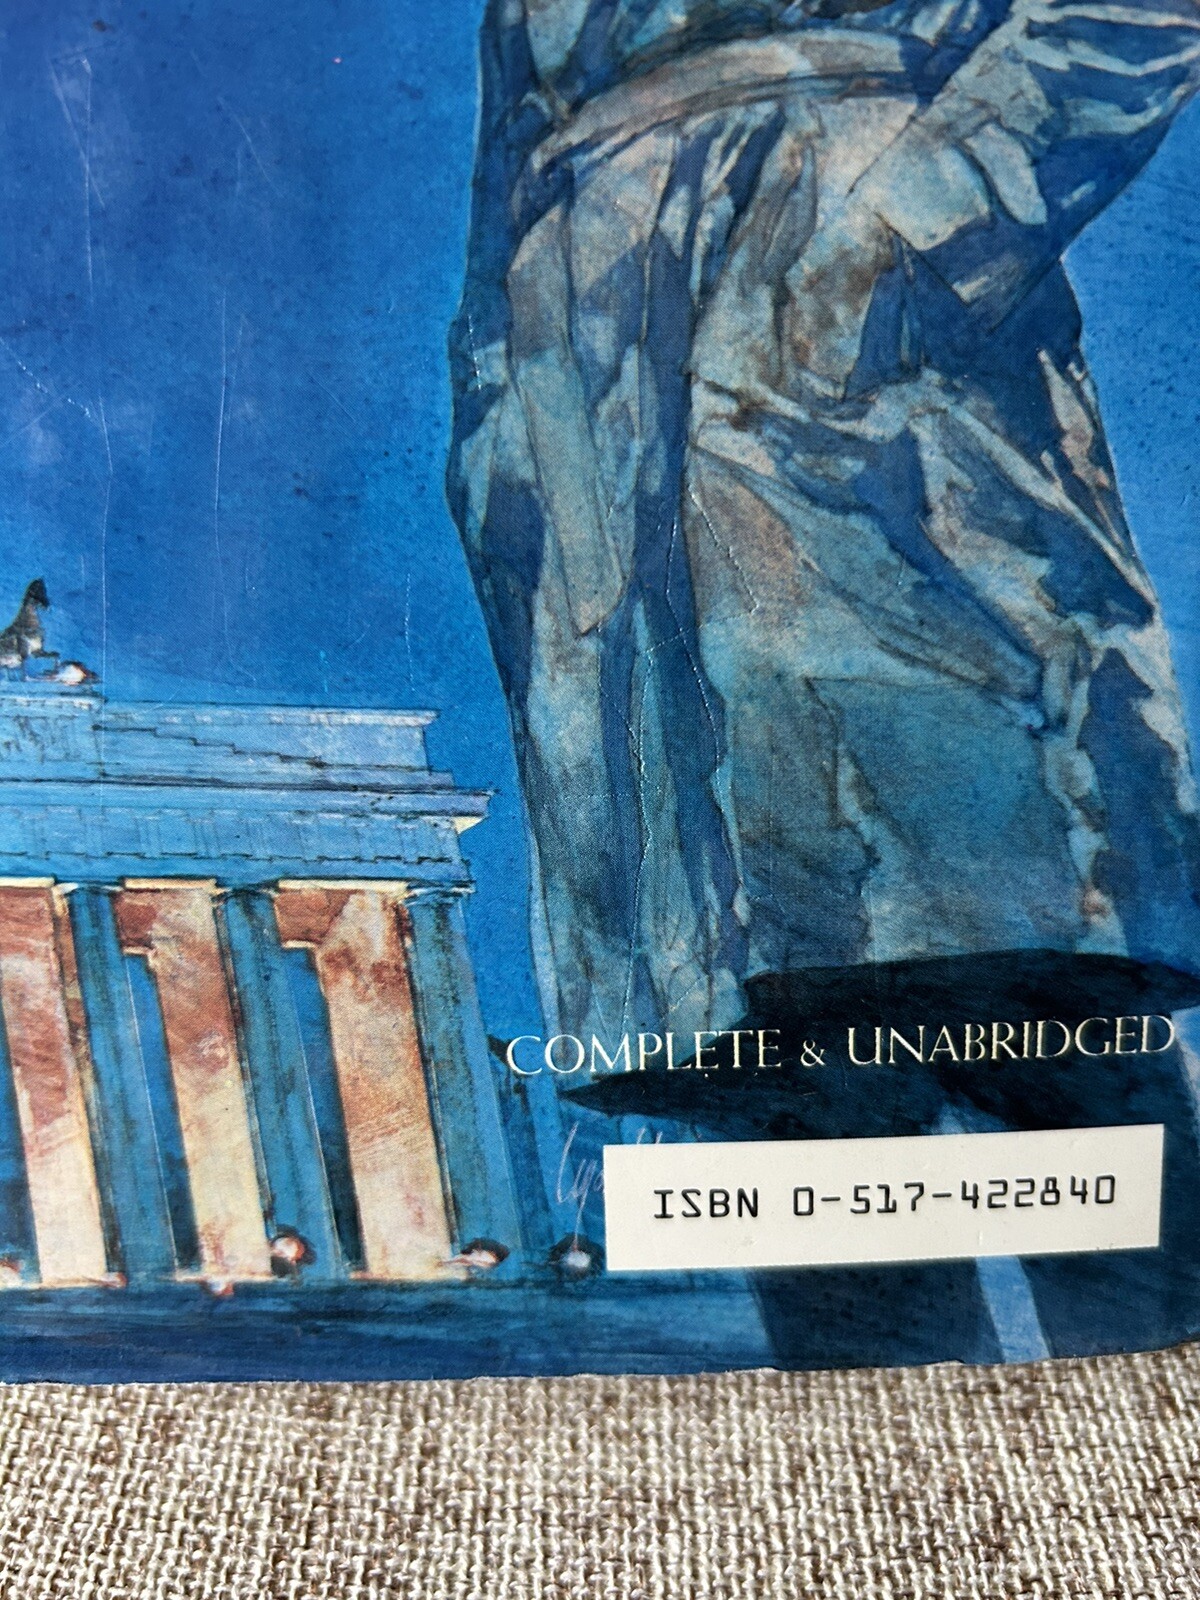 COMPLETE & UNABRIDGED
ISBN 0-517-422840